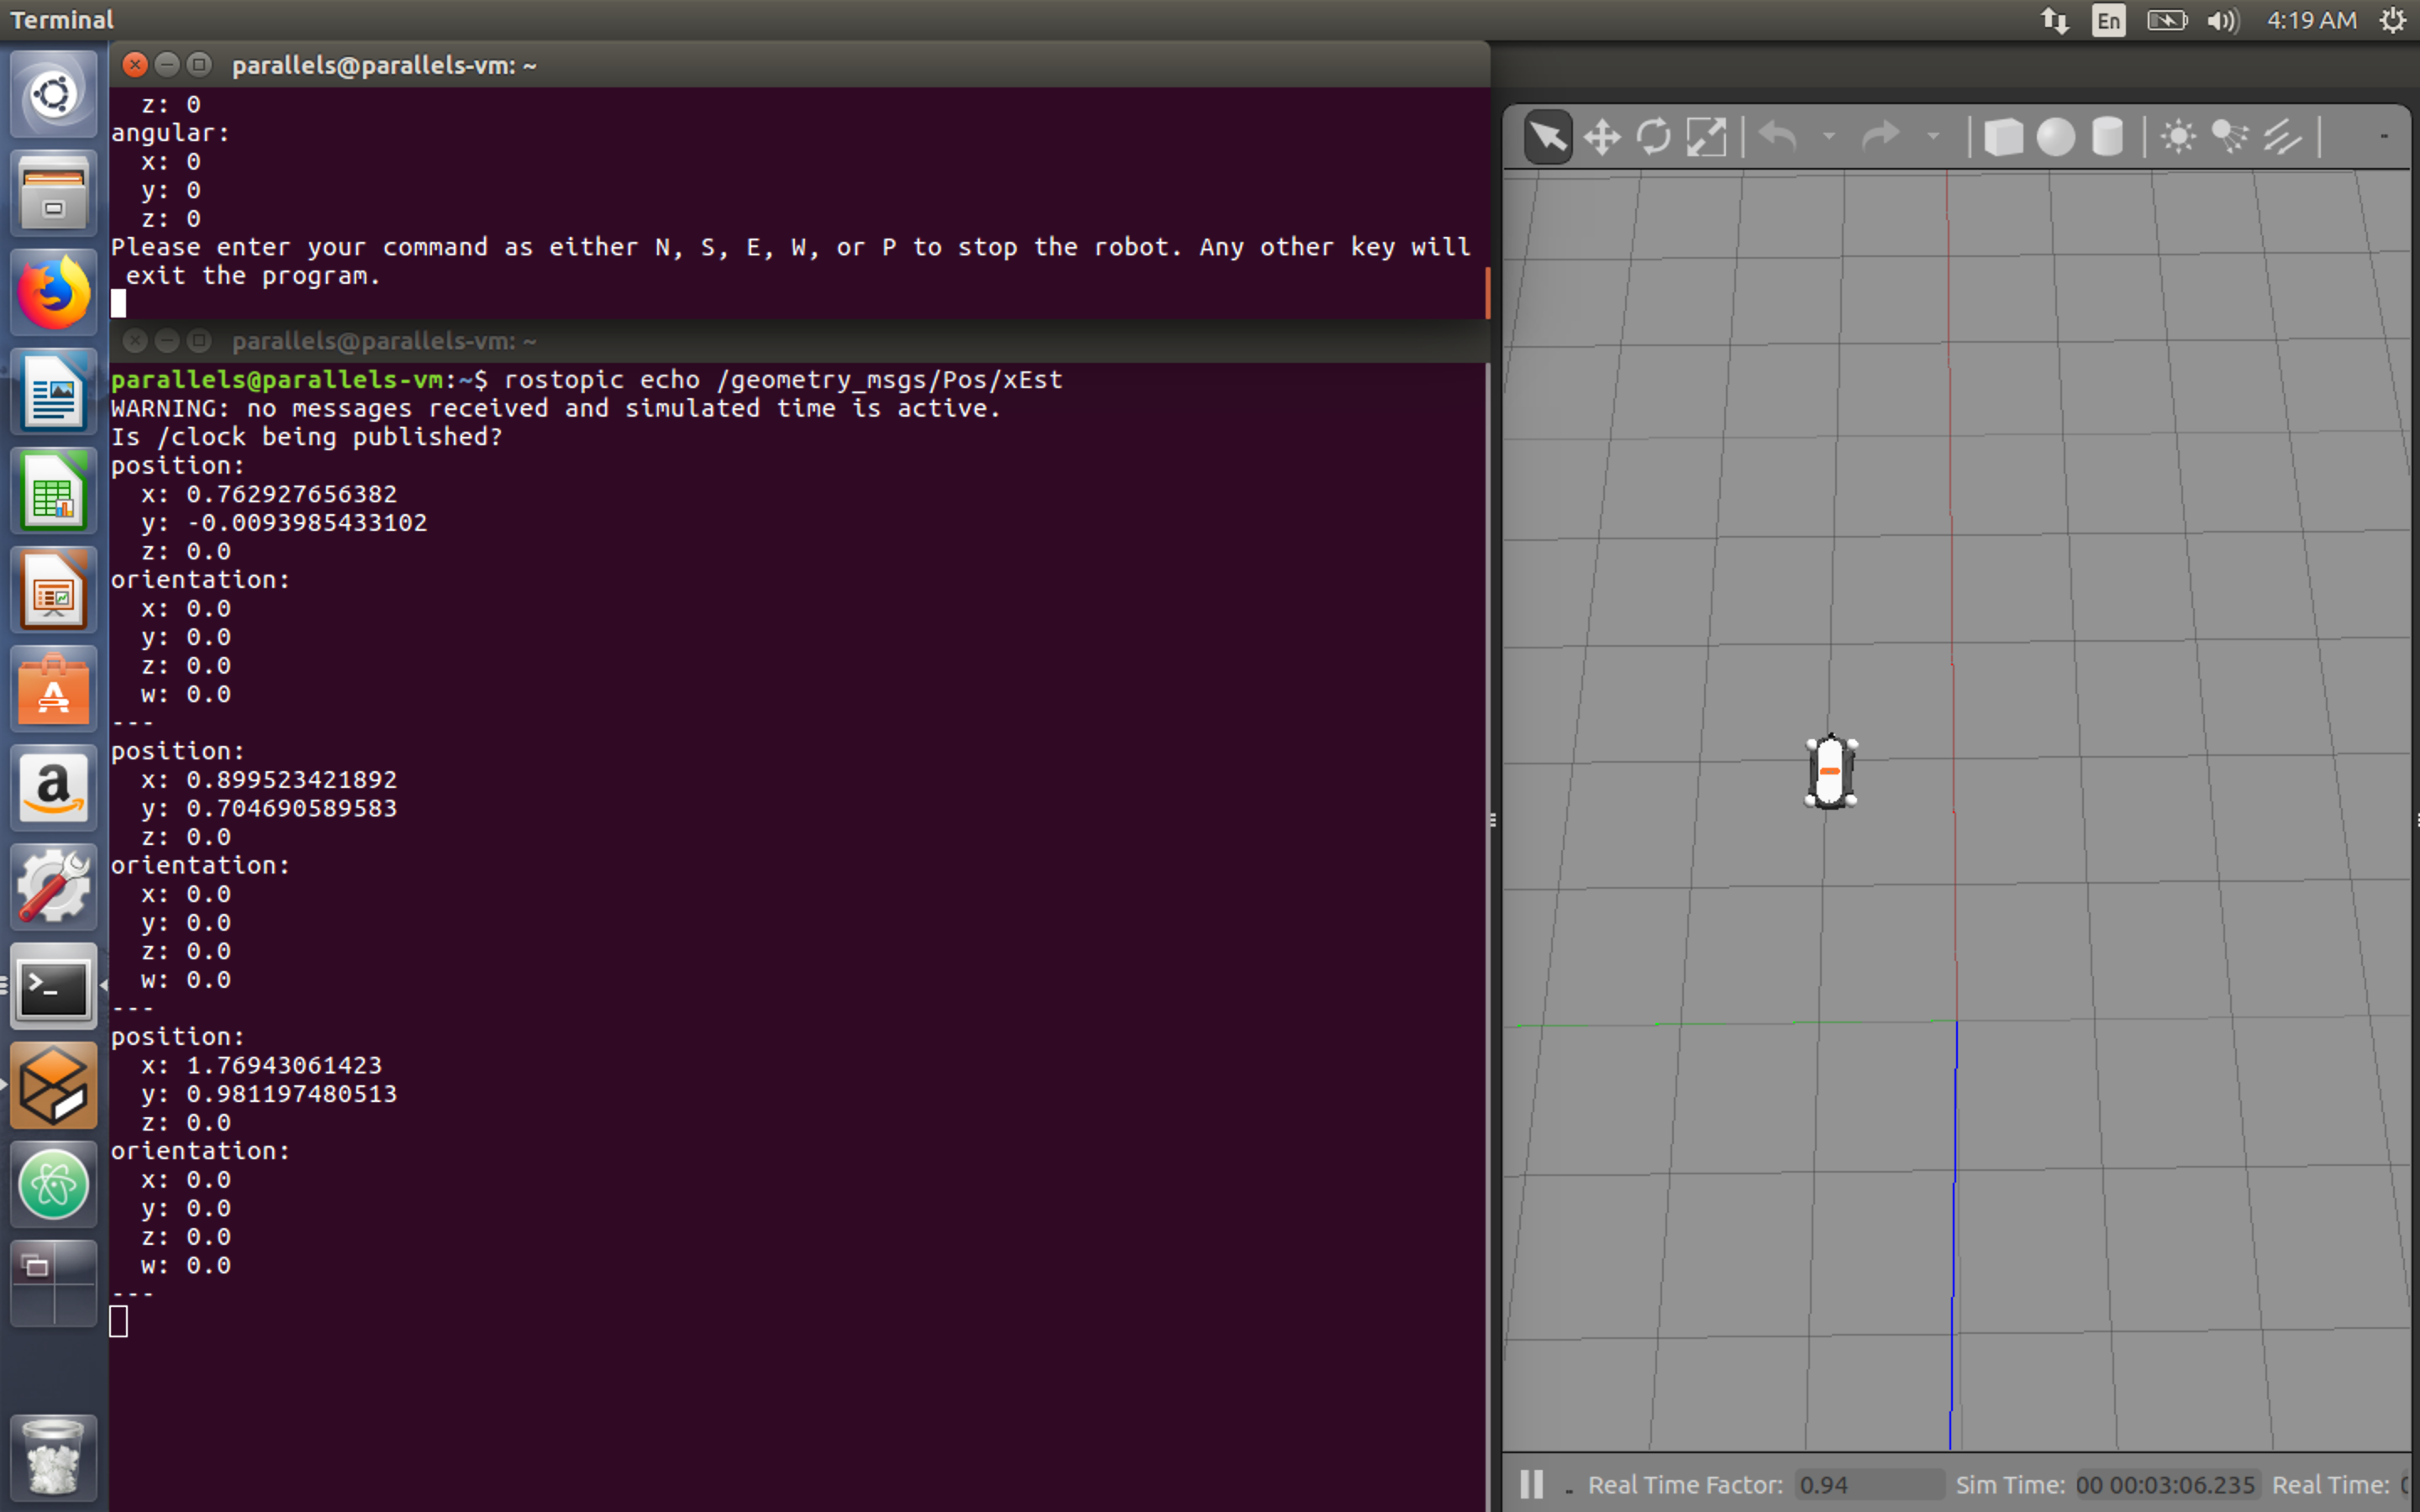 Terminal
En
4:19 AM
parallels@parallels-vm: ~
  z: 0
angular:
  x: 0
  y: 0
  z: 0
Please enter your command as either N, S, E, W, or P to stop the robot. Any other key will
 exit the program.
parallels@parallels-vm: ~
parallels@parallels-vm:~$ rostopic echo /geometry_msgs/Pos/xEst
WARNING: no messages received and simulated time is active.
Is /clock being published?
position:
  x: 0.762927656382
  y: -0.0093985433102
  z: 0.0
orientation:
  x: 0.0
  y: 0.0
  z: 0.0
  w: 0.0
---
position:
  x: 0.899523421892
  y: 0.704690589583
  z: 0.0
orientation:
  x: 0.0
  y: 0.0
  z: 0.0
  w: 0.0
---
position:
  x: 1.76943061423
  y: 0.981197480513
  z: 0.0
orientation:
  x: 0.0
  y: 0.0
  z: 0.0
  w: 0.0
---
Real Time Factor: 0.94 Sim Time: 00 00:03:06.235 Real Time: